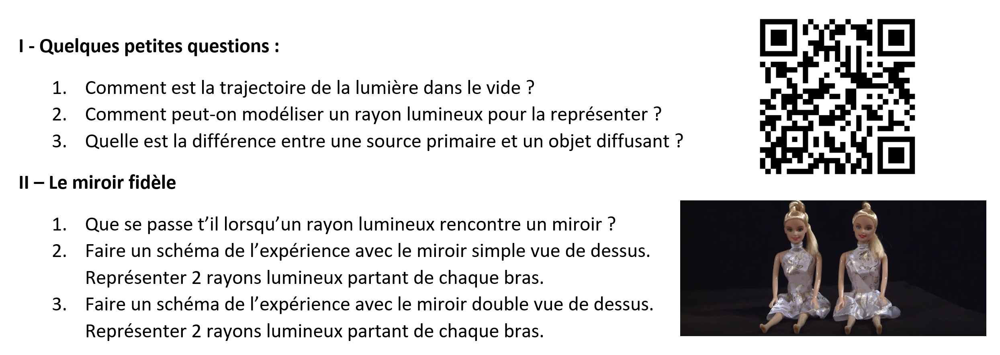 I - Quelques petites questions :
1. Comment est la trajectoire de la lumière dans le vide ?
2. Comment peut-on modéliser un rayon lumineux pour la représenter ?
3. Quelle est la différence entre une source primaire et un objet diffusant ?
II – Le miroir fidèle
1. Que se passe t’il lorsqu’un rayon lumineux rencontre un miroir ?
2. Faire un schéma de l’expérience avec le miroir simple vue de dessus.
Représenter 2 rayons lumineux partant de chaque bras.
3. Faire un schéma de l’expérience avec le miroir double vue de dessus.
Représenter 2 rayons lumineux partant de chaque bras.